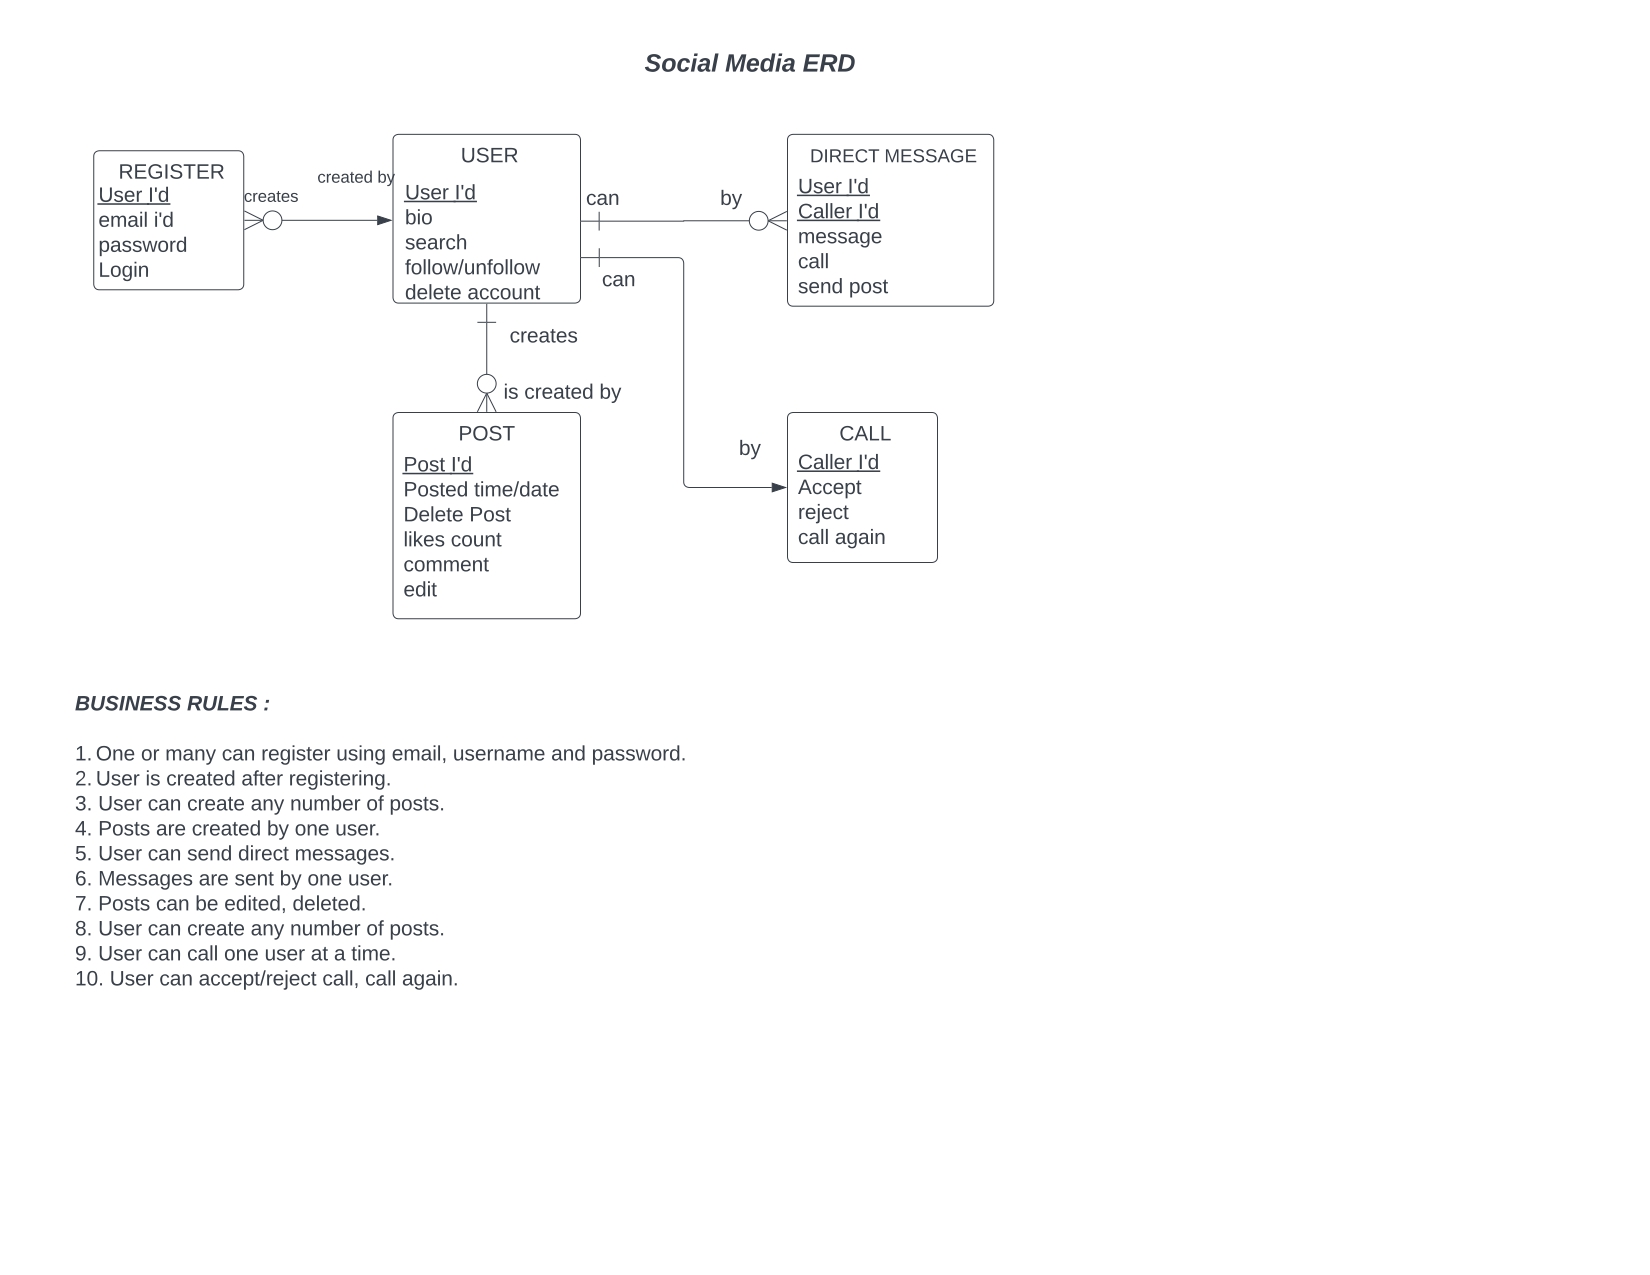 Social Media ERD
REGISTER
User I'd
email i'd
password
Login
creates
created by
USER
User I'd
bio
search
follow/unfollow
delete account
can
by
DIRECT MESSAGE
User I'd
Caller I'd
message
call
send post
can
creates
is created by
POST
Post I'd
Posted time/date
Delete Post
likes count
comment
edit
by
CALL
Caller I'd
Accept
reject
call again
BUSINESS RULES :
1. One or many can register using email, username and password.
2. User is created after registering.
3. User can create any number of posts.
4. Posts are created by one user.
5. User can send direct messages.
6. Messages are sent by one user.
7. Posts can be edited, deleted.
8. User can create any number of posts.
9. User can call one user at a time.
10. User can accept/reject call, call again.